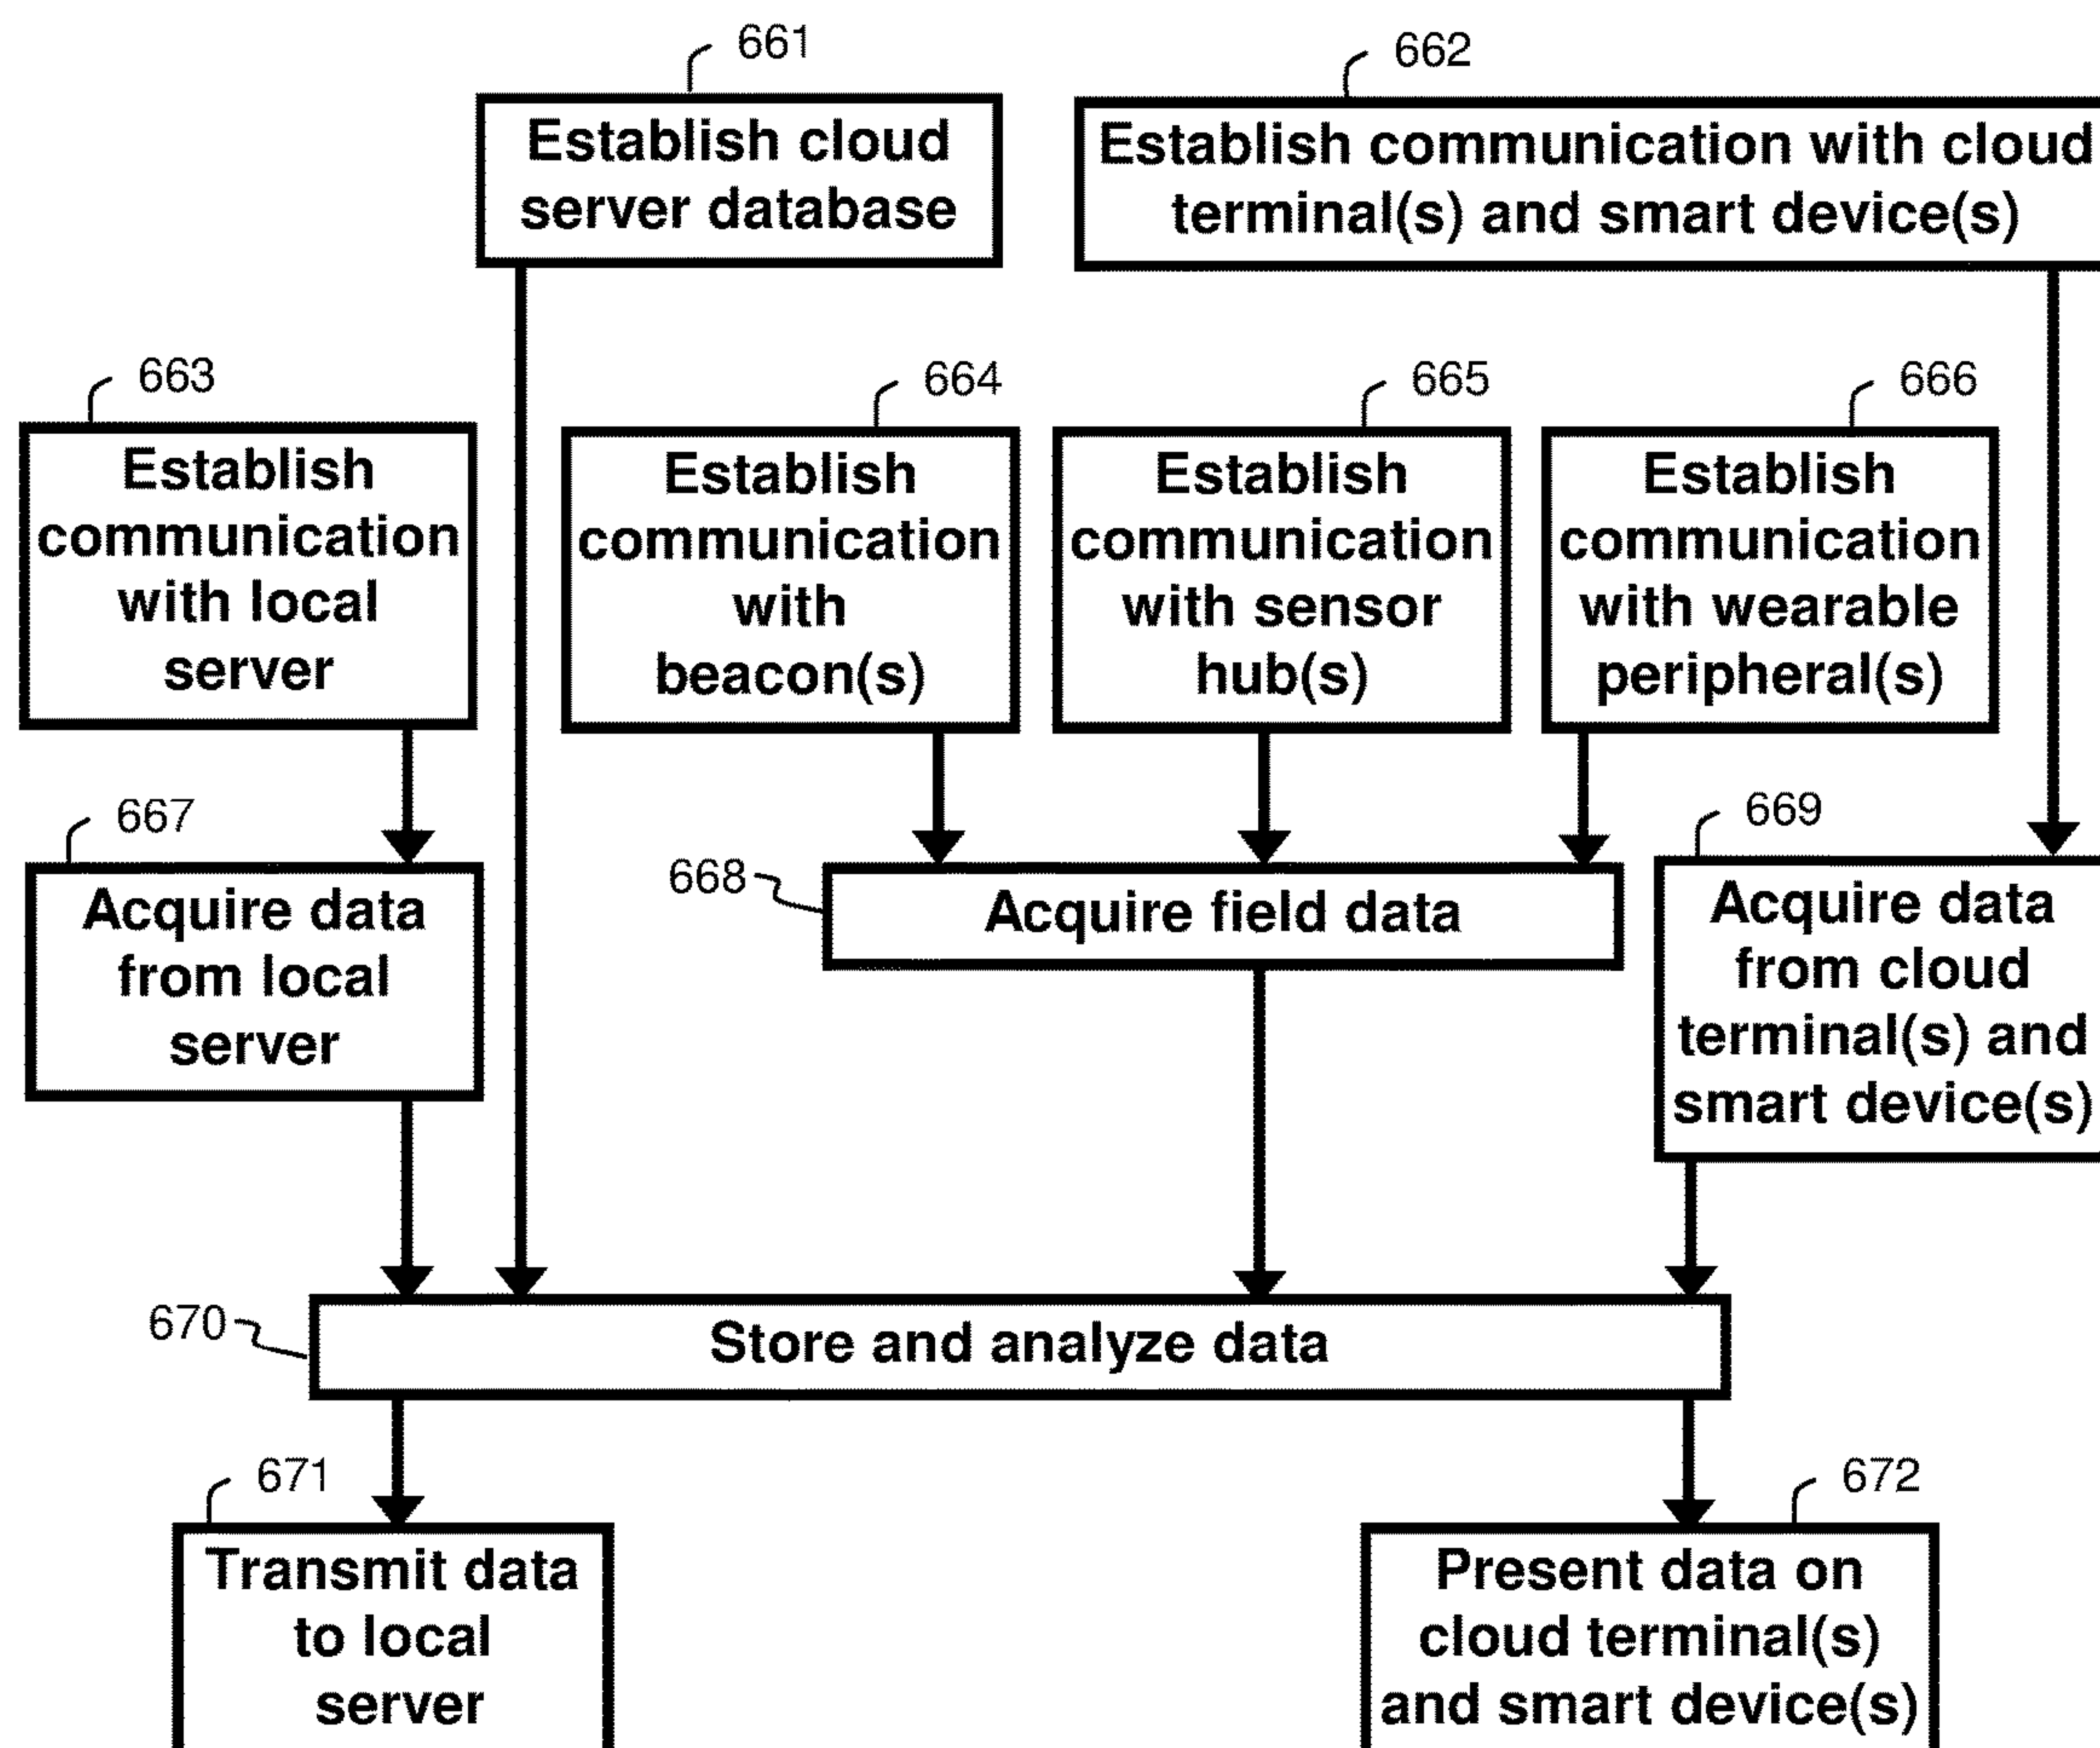 661
Establish cloud
server database
662
Establish communication with cloud
terminal(s) and smart device(s)
663
Establish
communication
with local
server
664
Establish
communication
with
beacon(s)
665
Establish
communication
with sensor
hub(s)
666
Establish
communication
with wearable
peripheral(s)
667
Acquire data
from local
server
668
Acquire field data
669
Acquire data
from cloud
terminal(s) and
smart device(s)
670
Store and analyze data
671
Transmit data
to local
server
672
Present data on
cloud terminal(s)
and smart device(s)